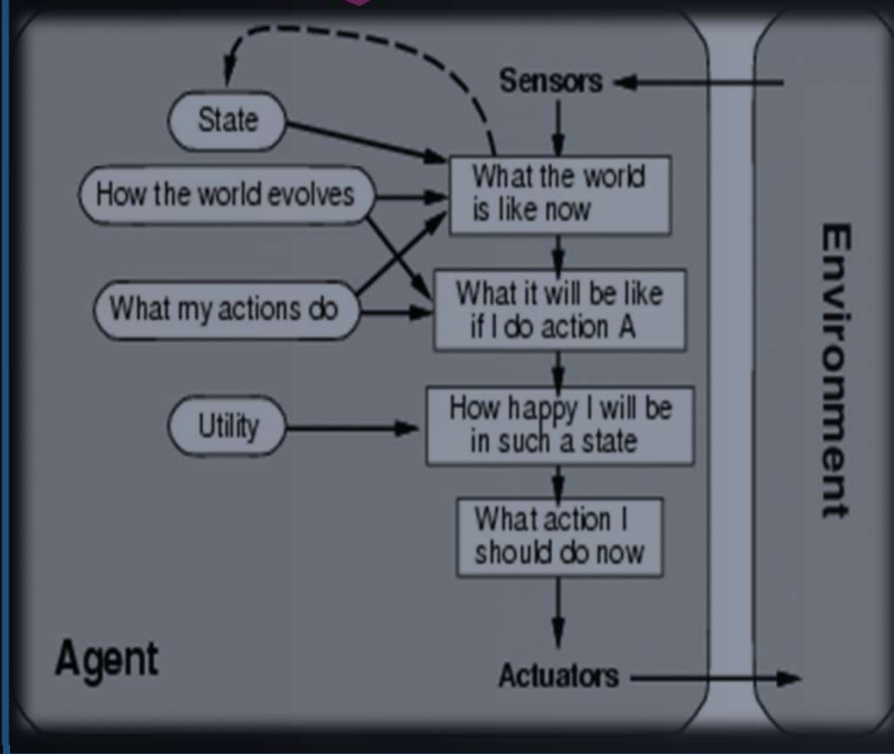 Sensors
State
What the world
is like now
How the world evolves
What it will be like
if I do action A
What my actions do
How happy I will be
in such a state
Utility
What action I
should do now
Agent
Actuators
Environment